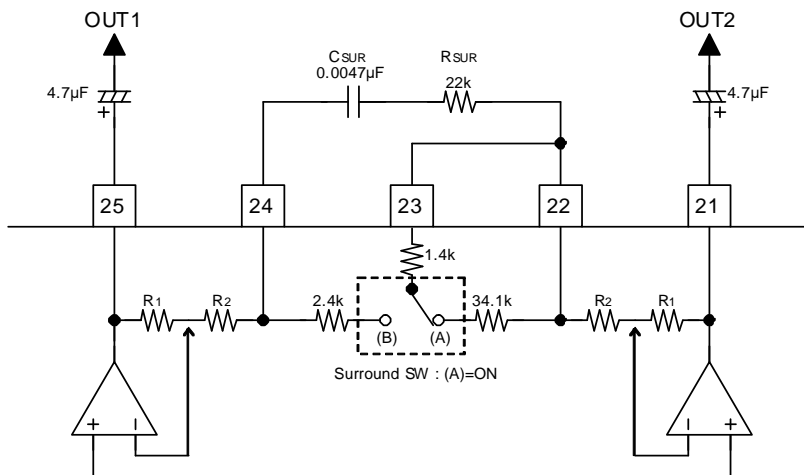 OUT1
OUT2
CSUR
0.0047µF
RSUR
22k
4.7µF
+
4.7µF
+
25
24
23
22
21
1.4k
R1
R2
2.4k
34.1k
R2
R1
(B)
(A)
Surround SW : (A)=ON
+
−
−
+